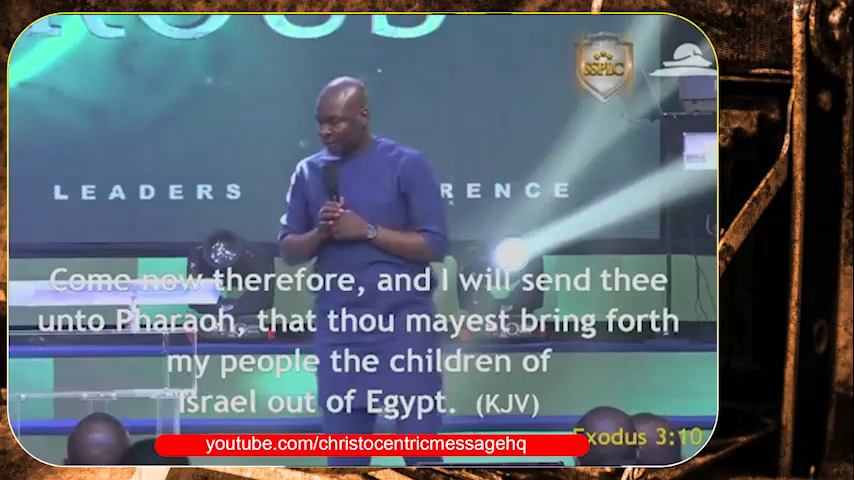 SSPLC
LEADERS RENCE
Come now therefore, and I will send thee
unto Pharaoh, that thou mayest bring forth
my people the children of
Israel out of Egypt. (KJV)
Exodus 3:10
youtube.com/christocentricmessagehq